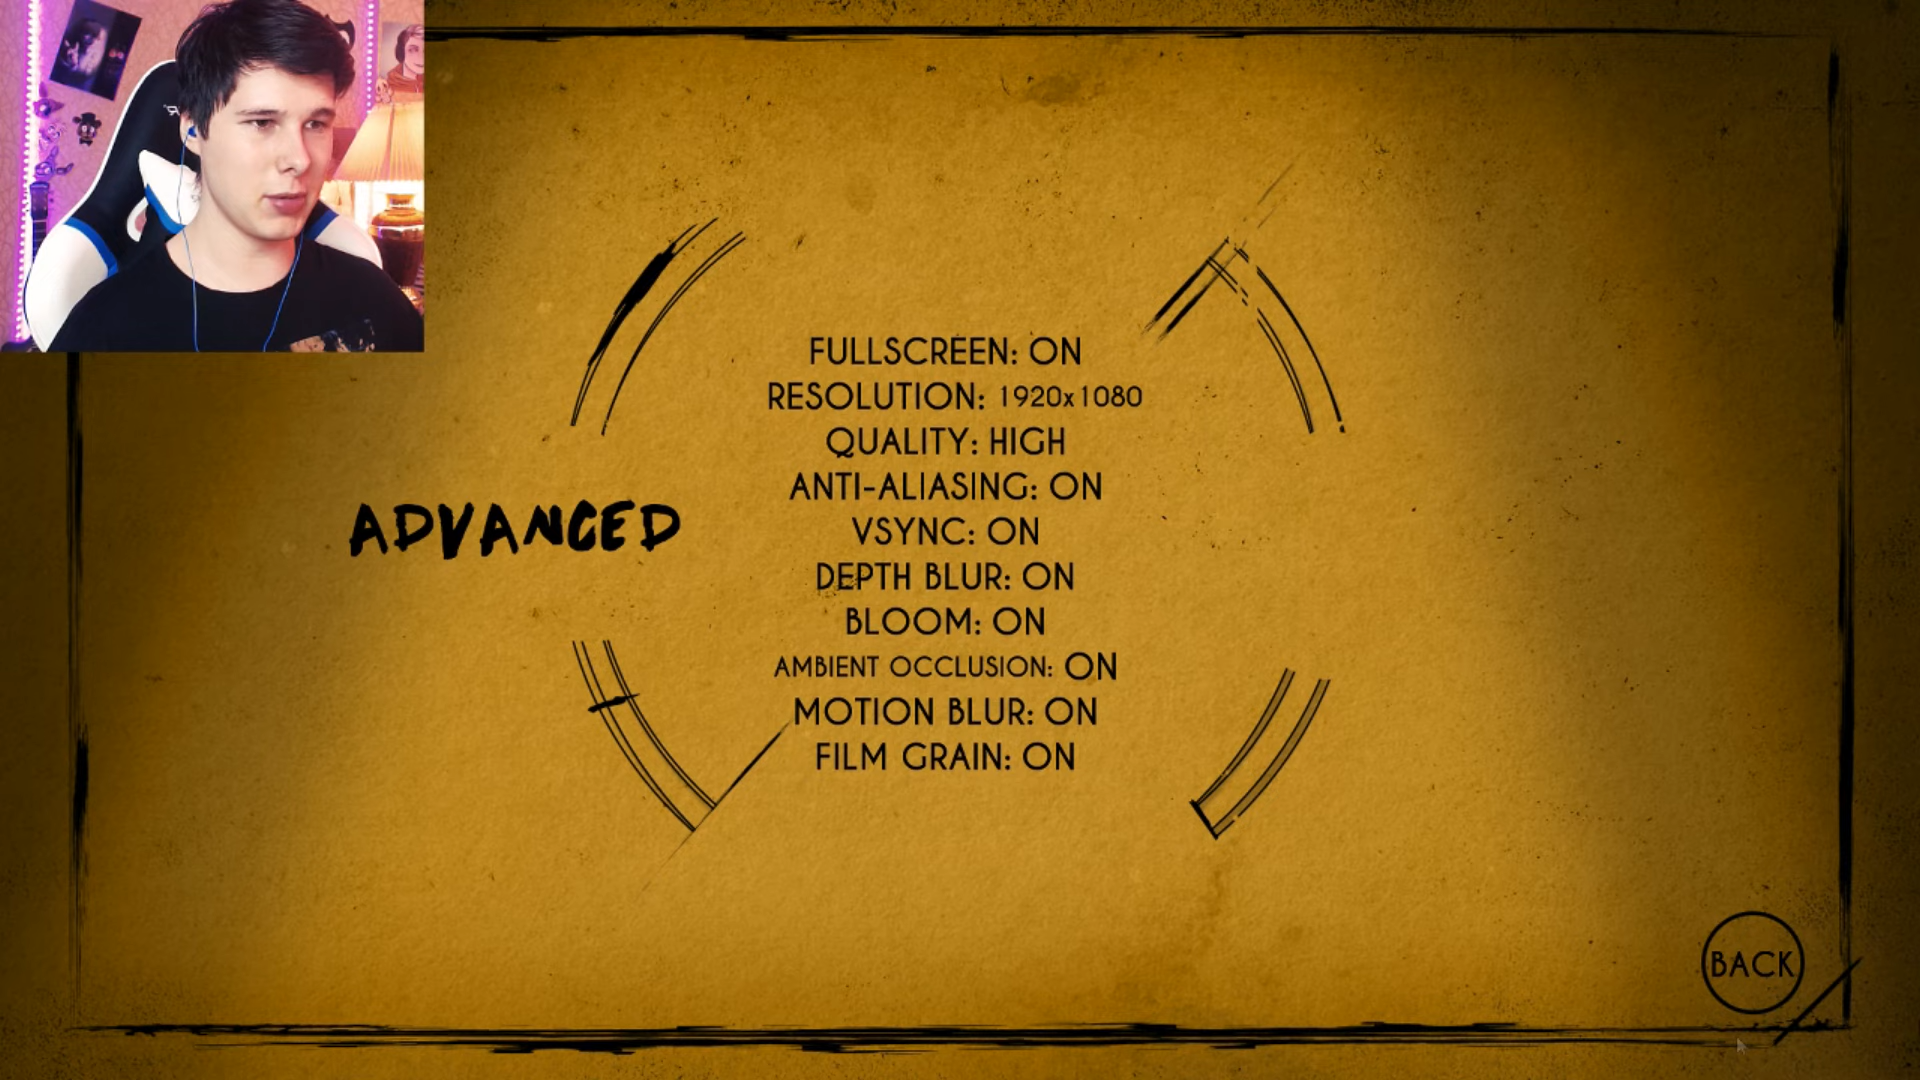 FULLSCREEN: ON
RESOLUTION: 1920x1080
QUALITY: HIGH
ANTI-ALIASING: ON
ADVANCED
VSYNC: ON
DEPTH BLUR: ON
BLOOM: ON
AMBIENT OCCLUSION: ON
MOTION BLUR: ON
FILM GRAIN: ON
BACK